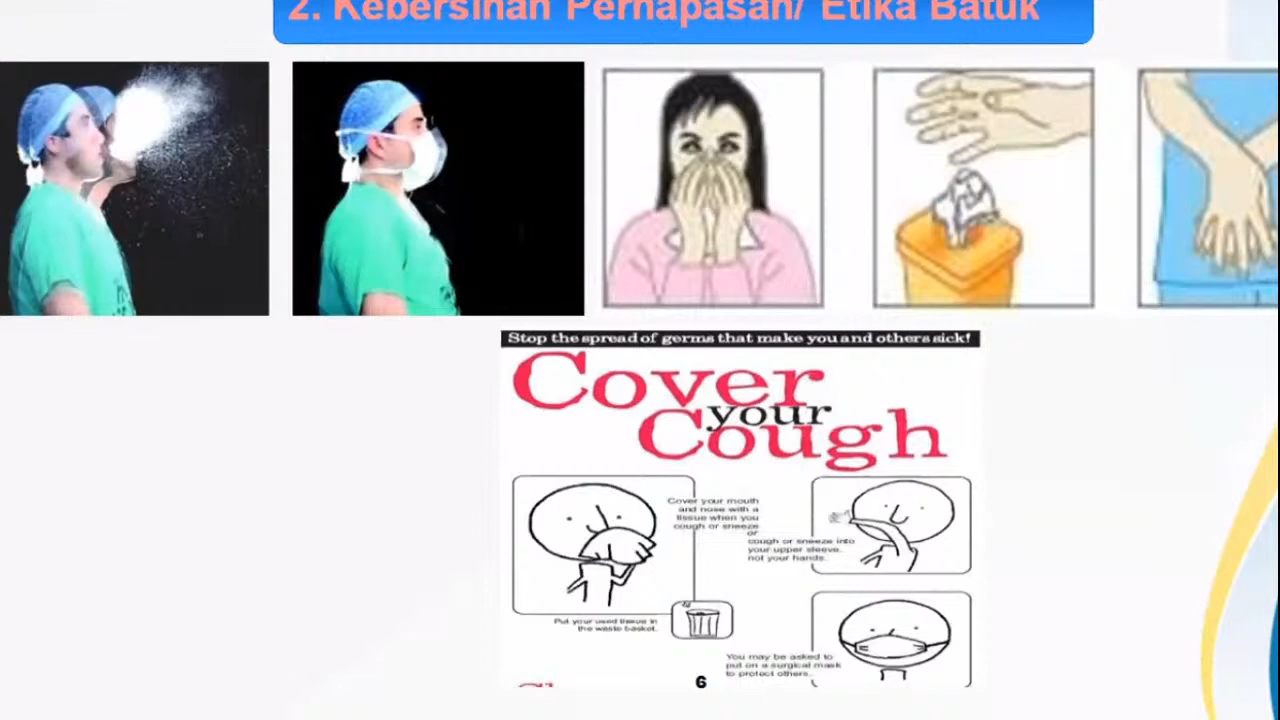 2. Kebersihan Pernapasan/ Etika Batuk
Stop the spread of germs that make you and others sick!
Cover
your
Cough
Cover your mouth
and nose with a
tissue when you
cough or sneeze
or
cough or sneeze into
your upper sleeve,
not your hands.
Put your used tissue in
the waste basket.
You may be asked to
put on a surgical mask
to protect others.
6